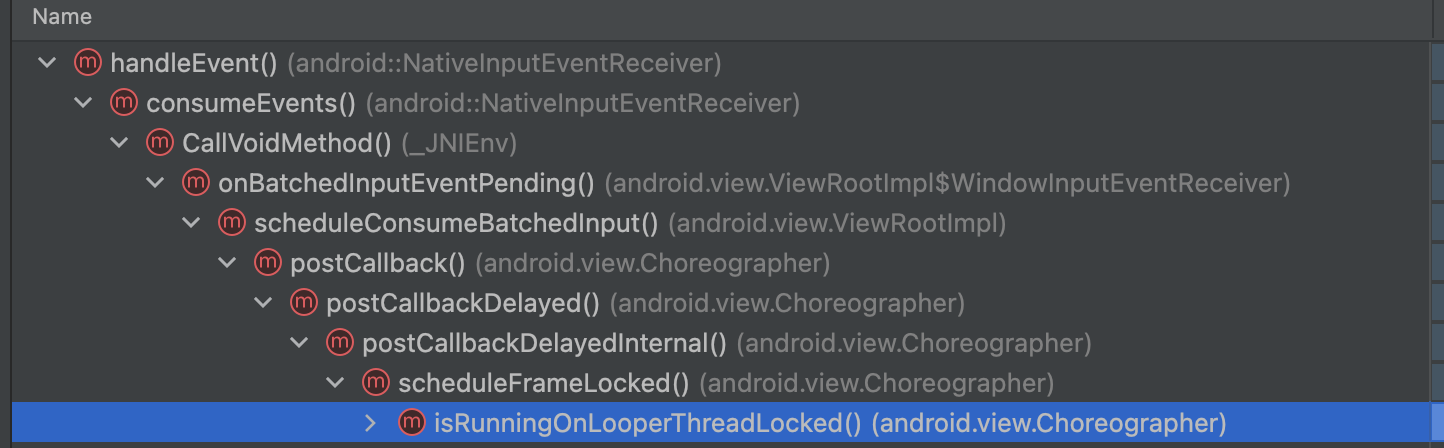 Name
m handleEvent() (android::NativeInputEventReceiver)
m consumeEvents() (android::NativeInputEventReceiver)
m CallVoidMethod() (_JNIEnv)
m onBatchedInputEventPending() (android.view.ViewRootImpl$WindowInputEventReceiver)
m scheduleConsumeBatchedInput() (android.view.ViewRootImpl)
m postCallback() (android.view.Choreographer)
m postCallbackDelayed() (android.view.Choreographer)
m postCallbackDelayedInternal() (android.view.Choreographer)
m scheduleFrameLocked() (android.view.Choreographer)
m isRunningOnLooperThreadLocked() (android.view.Choreographer)